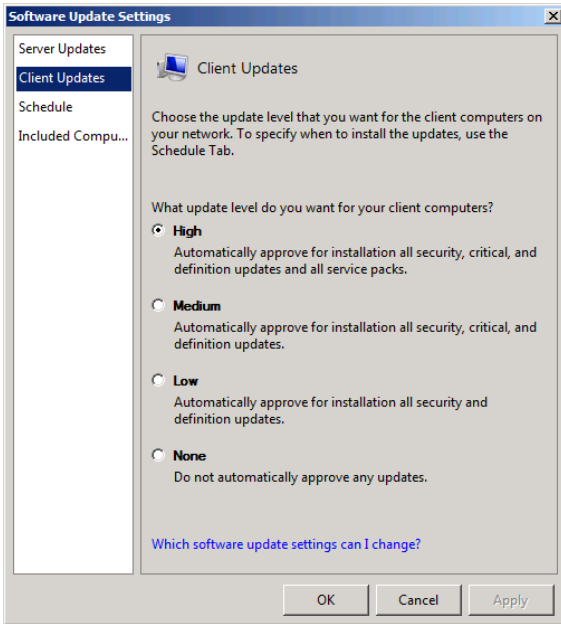 Software Update Settings
Server Updates
Client Updates
Schedule
Included Compu...
Client Updates
Choose the update level that you want for the client computers on
your network. To specify when to install the updates, use the
Schedule Tab.
What update level do you want for your client computers?
High
Automatically approve for installation all security, critical, and
definition updates and all service packs.
Medium
Automatically approve for installation all security, critical, and
definition updates.
Low
Automatically approve for installation all security and
definition updates.
None
Do not automatically approve any updates.
Which software update settings can I change?
OK
Cancel
Apply